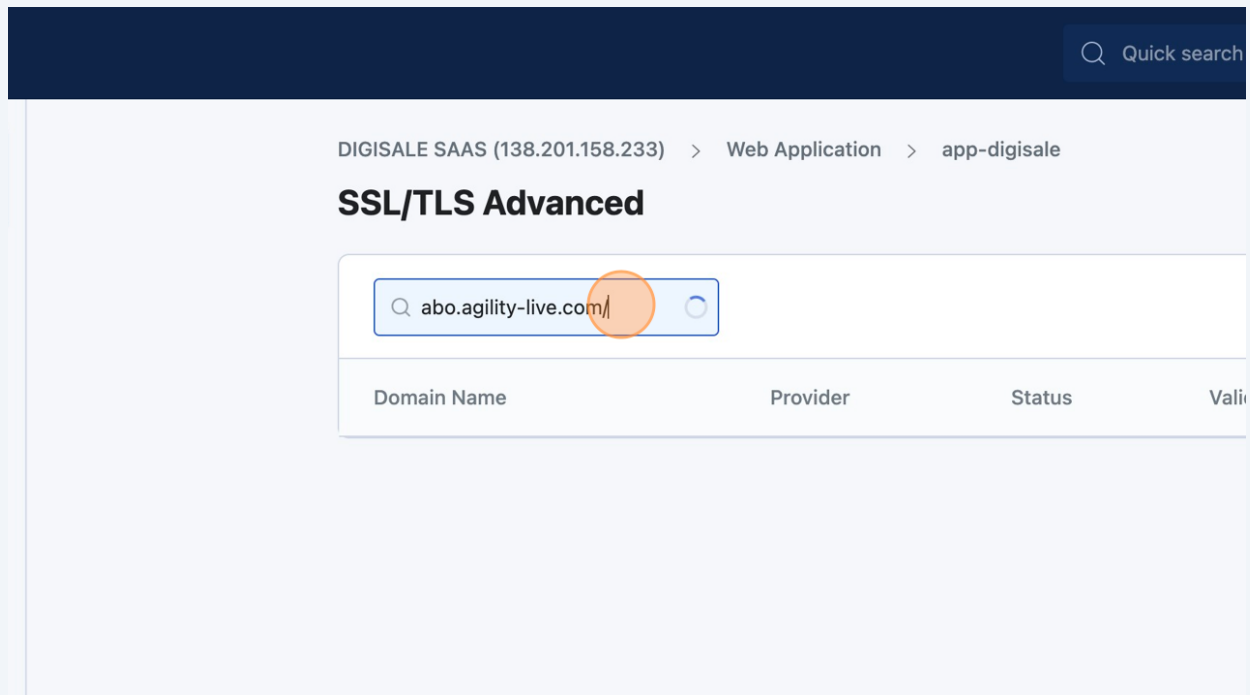 Quick search
DIGISALE SAAS (138.201.158.233) > Web Application > app-digisale
SSL/TLS Advanced
abo.agility-live.com/
Domain Name Provider Status